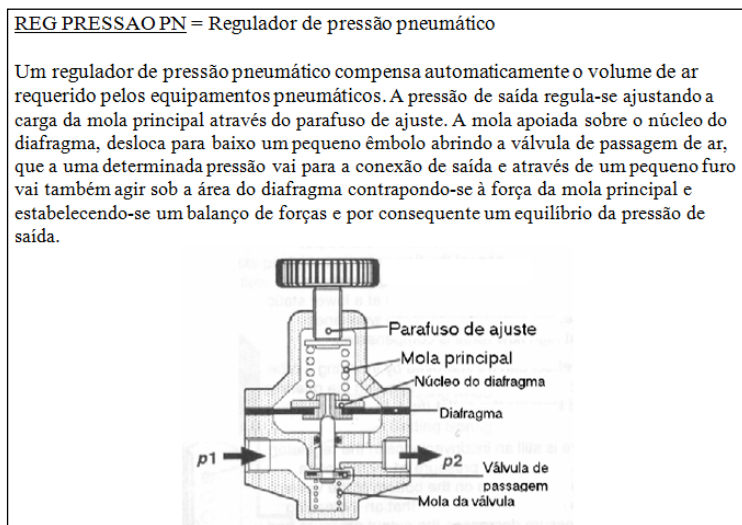 REG PRESSAO PN = Regulador de pressão pneumático
Um regulador de pressão pneumático compensa automaticamente o volume de ar
requerido pelos equipamentos pneumáticos. A pressão de saída regula-se ajustando a
carga da mola principal através do parafuso de ajuste. A mola apoiada sobre o núcleo do
diafragma, desloca para baixo um pequeno êmbolo abrindo a válvula de passagem de ar,
que a uma determinada pressão vai para a conexão de saída e através de um pequeno furo
vai também agir sob a área do diafragma contrapondo-se à força da mola principal e
estabelecendo-se um balanço de forças e por consequente um equilíbrio da pressão de
saída.
Parafuso de ajuste
Mola principal
Núcleo do diafragma
Diafragma
p1
p2
Válvula de
passagem
Mola da válvula